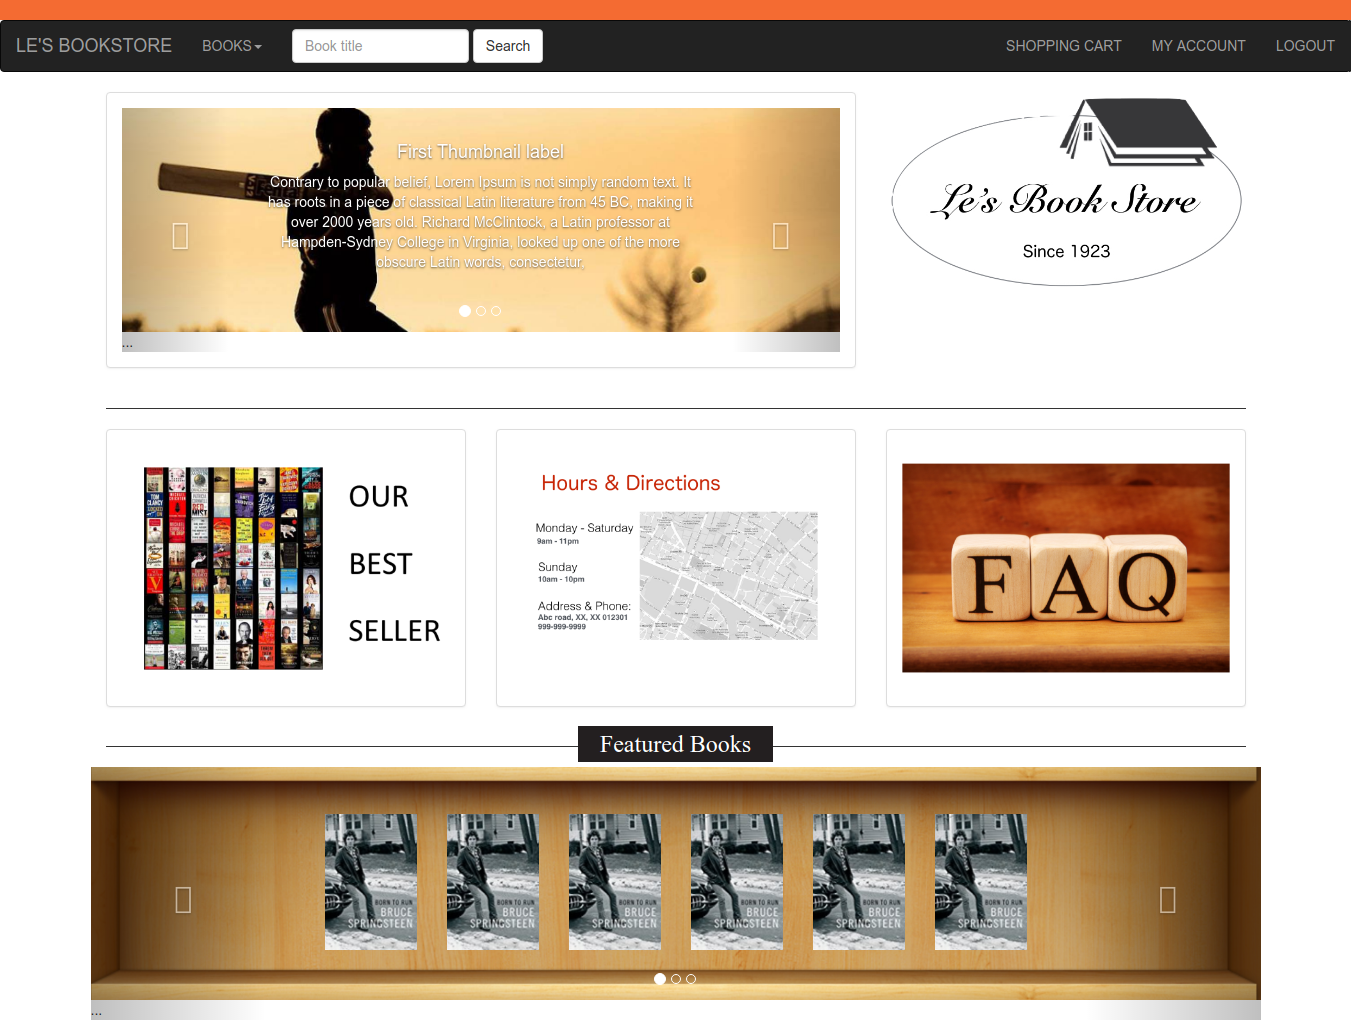 LE'S BOOKSTORE
BOOKS
Book title
Search
SHOPPING CART
MY ACCOUNT
LOGOUT
First Thumbnail label
Contrary to popular belief, Lorem Ipsum is not simply random text. It
has roots in a piece of classical Latin literature from 45 BC, making it
over 2000 years old. Richard McClintock, a Latin professor at
Hampden-Sydney College in Virginia, looked up one of the more
obscure Latin words, consectetur,
...
Le's Book Store
Since 1923
OUR
BEST
SELLER
Hours & Directions
Monday - Saturday
9am - 11pm
Sunday
10am - 10pm
Address & Phone:
Abc road, XX, XX 012301
999-999-9999
FAQ
Featured Books
BORN TO RUN
BRUCE
SPRINGSTEEN
BORN TO RUN
BRUCE
SPRINGSTEEN
BORN TO RUN
BRUCE
SPRINGSTEEN
BORN TO RUN
BRUCE
SPRINGSTEEN
BORN TO RUN
BRUCE
SPRINGSTEEN
BORN TO RUN
BRUCE
SPRINGSTEEN
...